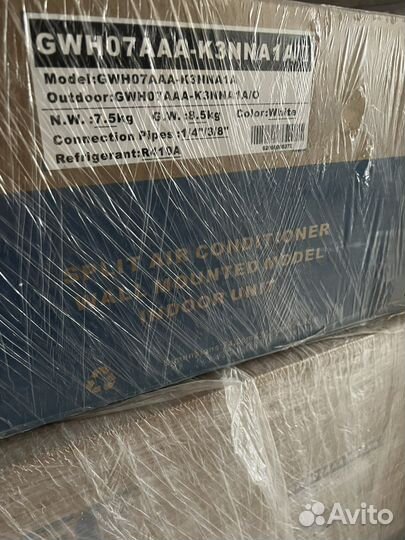 GWH07AAA-K3NNA1A/I
Model:GWH07AAA-K3NNA1A
Outdoor:GWH07AAA-K3NNA1A/O
N.W. :7.5kg G.W. :8.5kg Color:White
Connection Pipes :1/4"/3/8"
Refrigerant:R410A
SPLIT AIR CONDITIONER
WALL MOUNTED MODEL
INDOOR UNIT
Avito